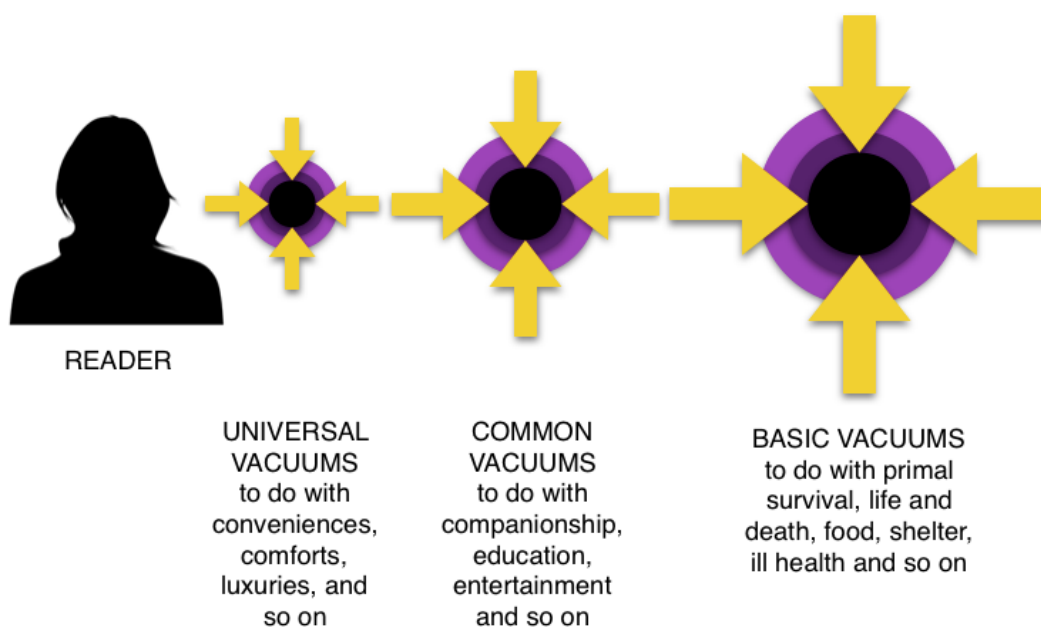 READER
UNIVERSAL
VACUUMS
to do with
conveniences,
comforts,
luxuries, and
so on
COMMON
VACUUMS
to do with
companionship,
education,
entertainment
and so on
BASIC VACUUMS
to do with primal
survival, life and
death, food, shelter,
ill health and so on